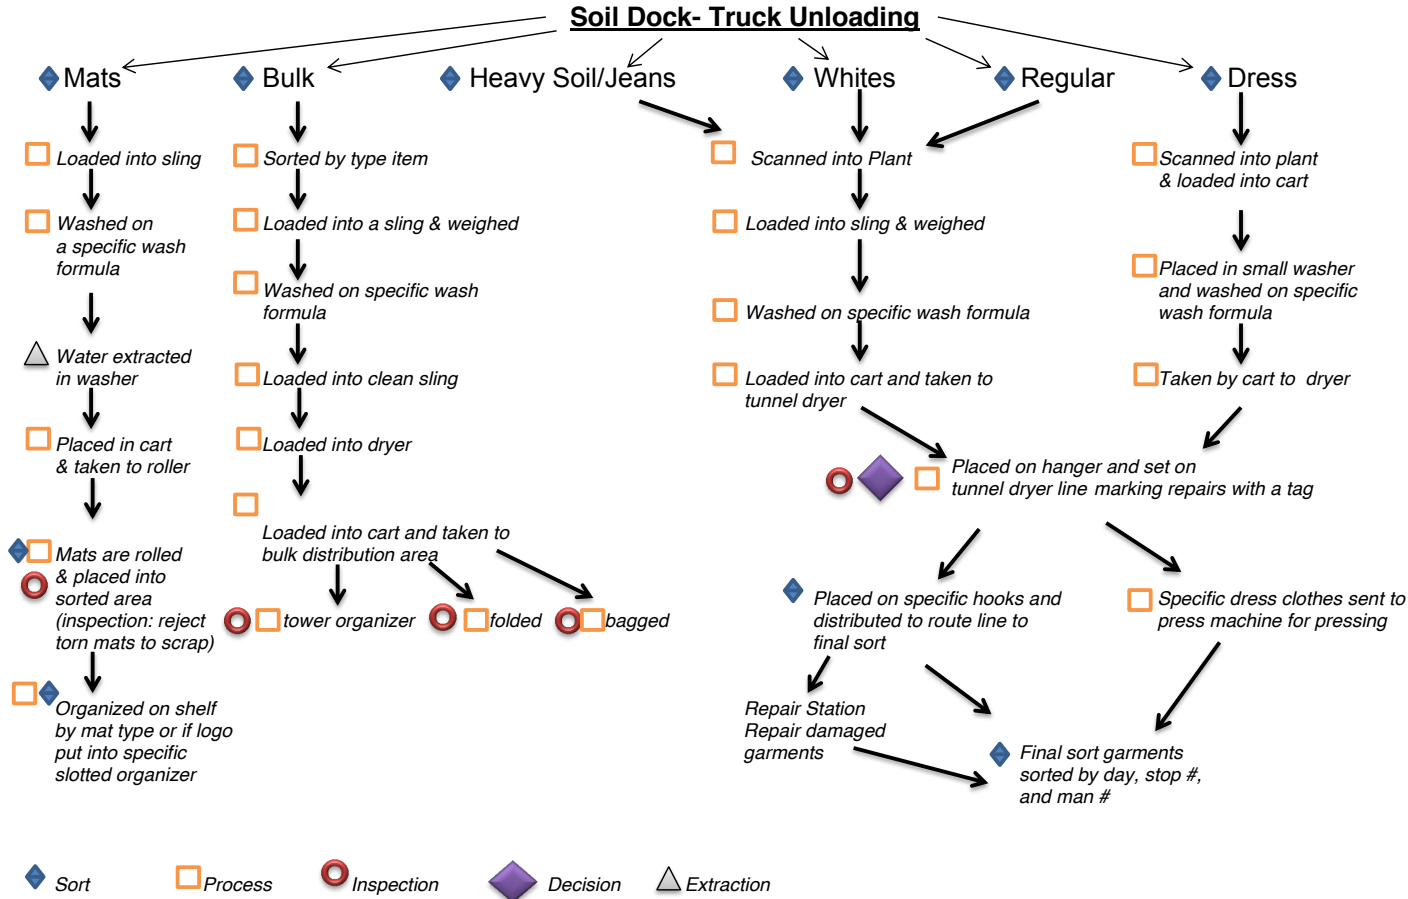 Soil Dock- Truck Unloading
Mats
Bulk
Heavy Soil/Jeans
Whites
Regular
Dress
Loaded into sling
Washed on
a specific wash
formula
Water extracted
in washer
Placed in cart
& taken to roller
Mats are rolled
& placed into
sorted area
(inspection: reject
torn mats to scrap)
Organized on shelf
by mat type or if logo
put into specific
slotted organizer
Sorted by type item
Loaded into a sling & weighed
Washed on specific wash
formula
Loaded into clean sling
Loaded into dryer
Loaded into cart and taken to
bulk distribution area
tower organizer
folded
bagged
Scanned into Plant
Loaded into sling & weighed
Washed on specific wash formula
Loaded into cart and taken to
tunnel dryer
Scanned into plant
& loaded into cart
Placed in small washer
and washed on specific
wash formula
Taken by cart to dryer
Placed on hanger and set on
tunnel dryer line marking repairs with a tag
Placed on specific hooks and
distributed to route line to
final sort
Specific dress clothes sent to
press machine for pressing
Repair Station
Repair damaged
garments
Final sort garments
sorted by day, stop #,
and man #
Sort
Process
Inspection
Decision
Extraction